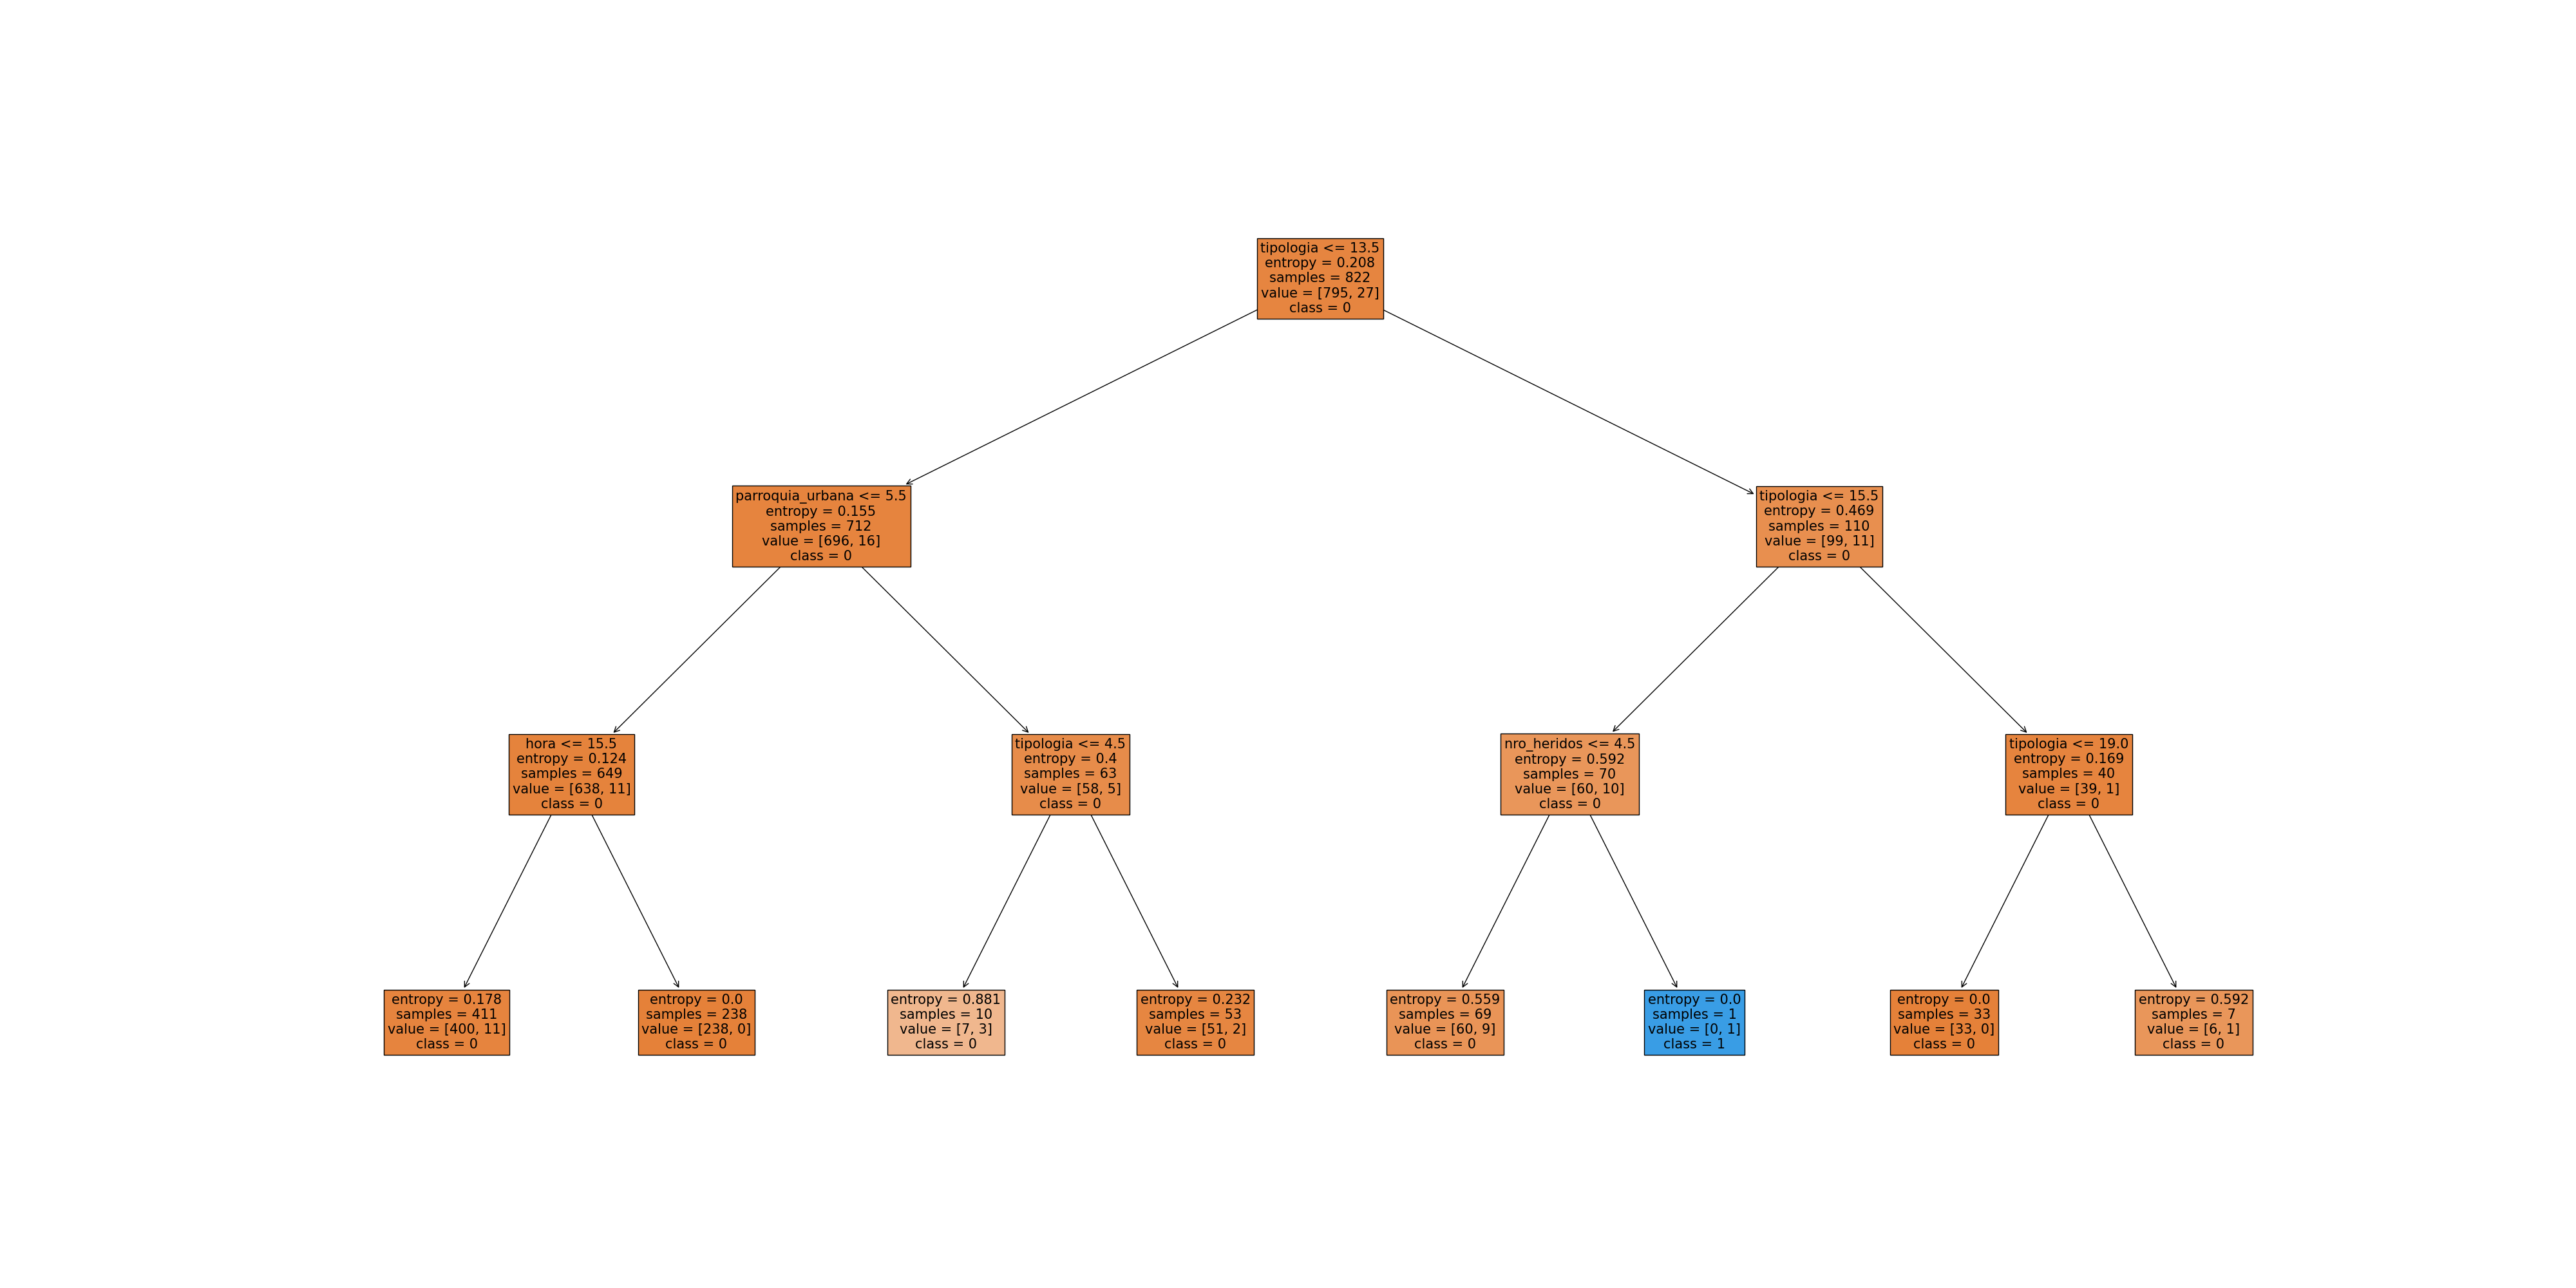 tipologia <= 13.5
entropy = 0.208
samples = 822
value = [795, 27]
class = 0
parroquia_urbana <= 5.5
entropy = 0.155
samples = 712
value = [696, 16]
class = 0
tipologia <= 15.5
entropy = 0.469
samples = 110
value = [99, 11]
class = 0
hora <= 15.5
entropy = 0.124
samples = 649
value = [638, 11]
class = 0
tipologia <= 4.5
entropy = 0.4
samples = 63
value = [58, 5]
class = 0
nro_heridos <= 4.5
entropy = 0.592
samples = 70
value = [60, 10]
class = 0
tipologia <= 19.0
entropy = 0.169
samples = 40
value = [39, 1]
class = 0
entropy = 0.178
samples = 411
value = [400, 11]
class = 0
entropy = 0.0
samples = 238
value = [238, 0]
class = 0
entropy = 0.881
samples = 10
value = [7, 3]
class = 0
entropy = 0.232
samples = 53
value = [51, 2]
class = 0
entropy = 0.559
samples = 69
value = [60, 9]
class = 0
entropy = 0.0
samples = 1
value = [0, 1]
class = 1
entropy = 0.0
samples = 33
value = [33, 0]
class = 0
entropy = 0.592
samples = 7
value = [6, 1]
class = 0